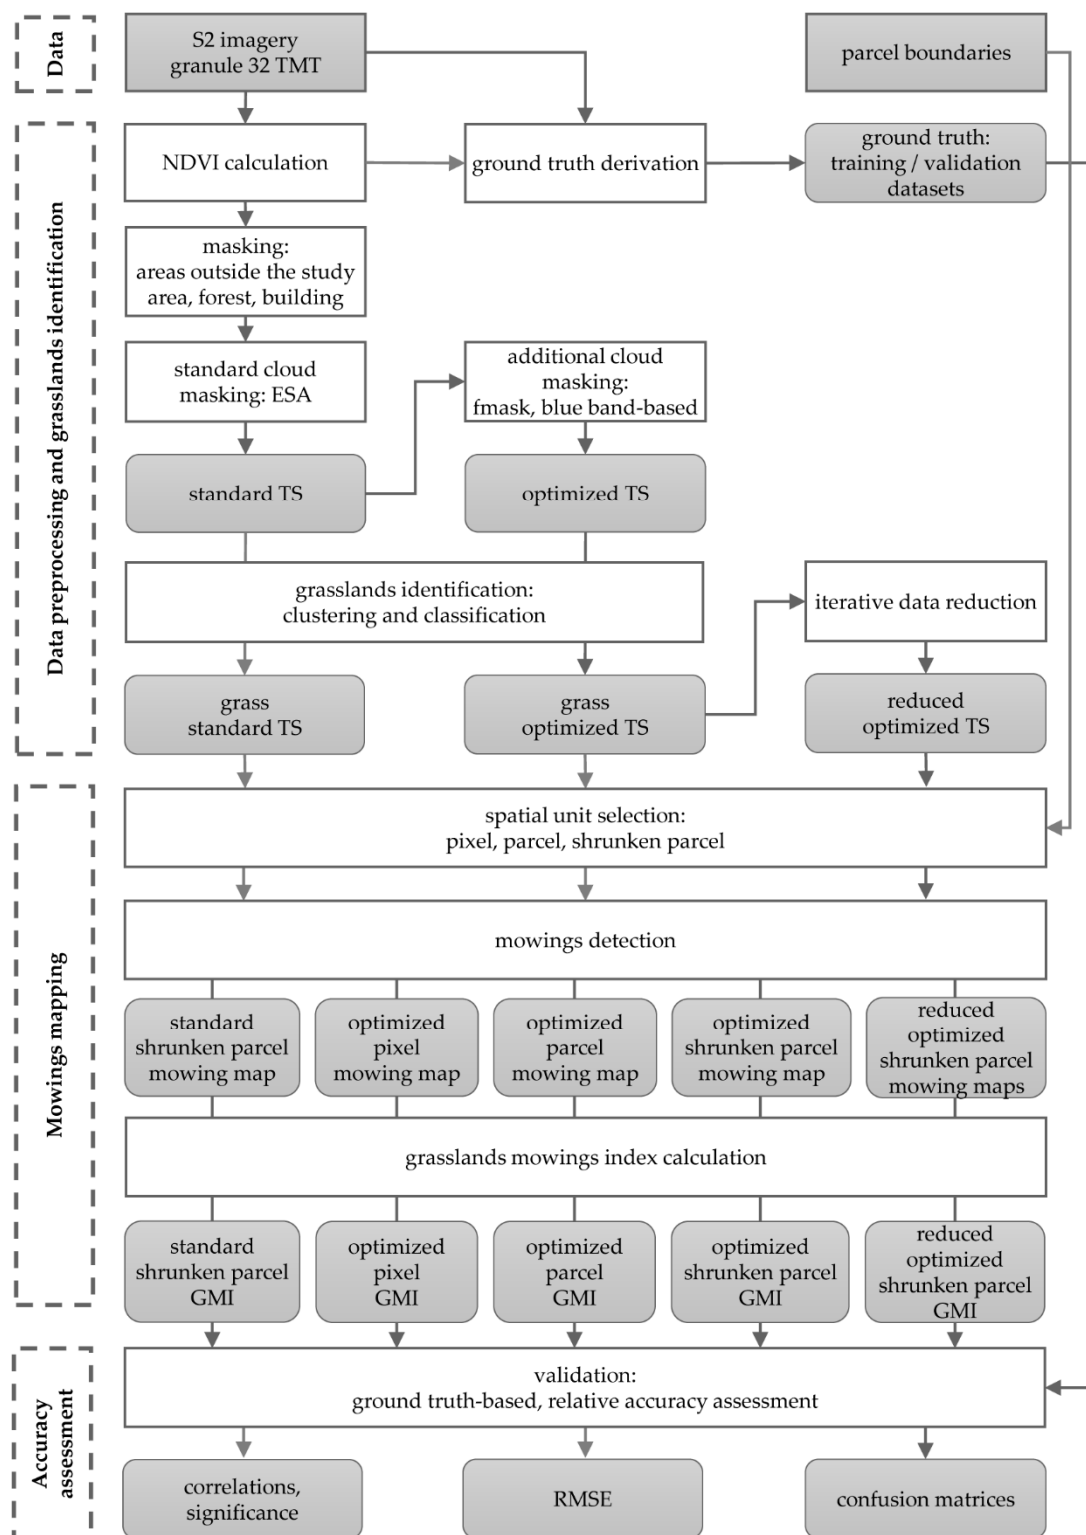 Data
S2 imagery
granule 32 TMT
parcel boundaries
Data preprocessing and grasslands identification
NDVI calculation
ground truth derivation
ground truth:
training / validation
datasets
masking:
areas outside the study
area, forest, building
standard cloud
masking: ESA
additional cloud
masking:
fmask, blue band-based
standard TS
optimized TS
grasslands identification:
clustering and classification
iterative data reduction
grass
standard TS
grass
optimized TS
reduced
optimized TS
Mowings mapping
spatial unit selection:
pixel, parcel, shrunken parcel
mowings detection
standard
shrunken parcel
mowing map
optimized
pixel
mowing map
optimized
parcel
mowing map
optimized
shrunken parcel
mowing map
reduced
optimized
shrunken parcel
mowing maps
grasslands mowings index calculation
standard
shrunken parcel
GMI
optimized
pixel
GMI
optimized
parcel
GMI
optimized
shrunken parcel
GMI
reduced
optimized
shrunken parcel
GMI
Accuracy
assessment
validation:
ground truth-based, relative accuracy assessment
correlations,
significance
RMSE
confusion matrices